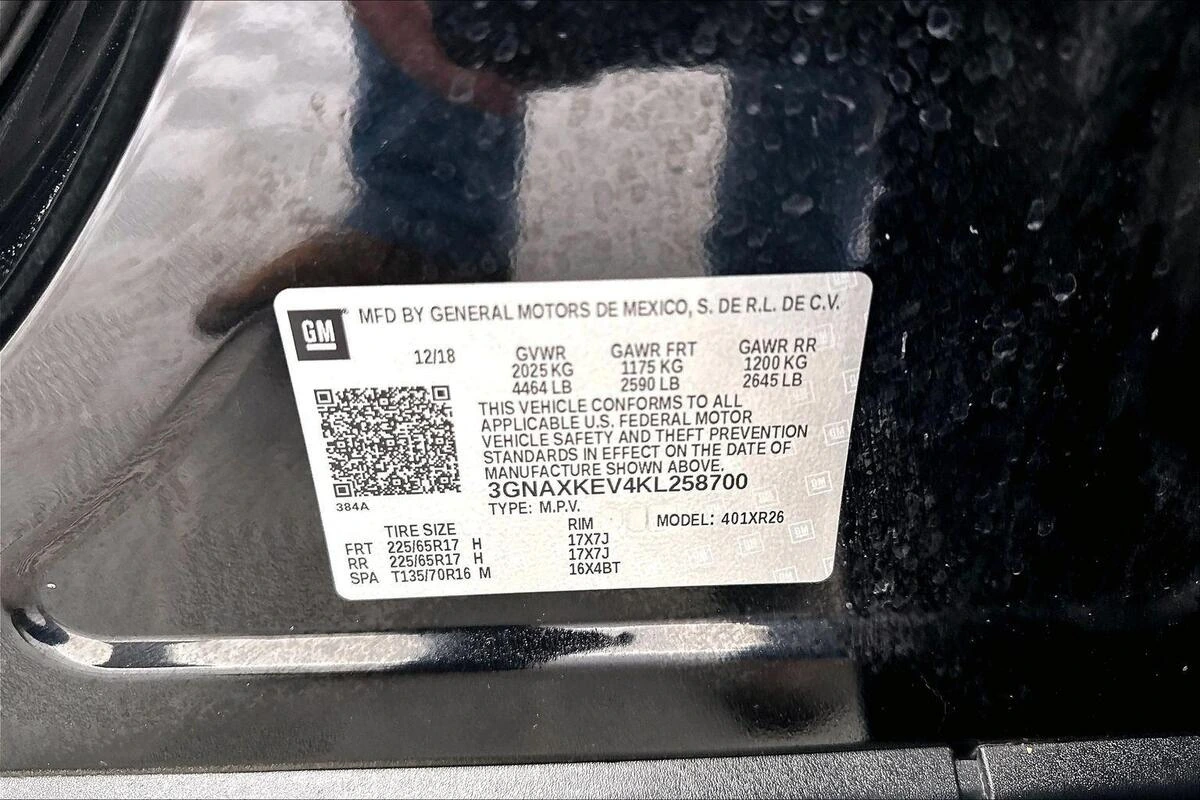 GM
MFD BY GENERAL MOTORS DE MEXICO, S. DE R.L. DE C.V.
12/18
GVWR GAWR FRT GAWR RR
2025 KG 1175 KG 1200 KG
4464 LB 2590 LB 2645 LB
THIS VEHICLE CONFORMS TO ALL
APPLICABLE U.S. FEDERAL MOTOR
VEHICLE SAFETY AND THEFT PREVENTION
STANDARDS IN EFFECT ON THE DATE OF
MANUFACTURE SHOWN ABOVE.
3GNAXKEV4KL258700
384A
TYPE: M.P.V. MODEL: 401XR26
TIRE SIZE RIM
FRT 225/65R17 H 17X7J
RR 225/65R17 H 17X7J
SPA T135/70R16 M 16X4BT